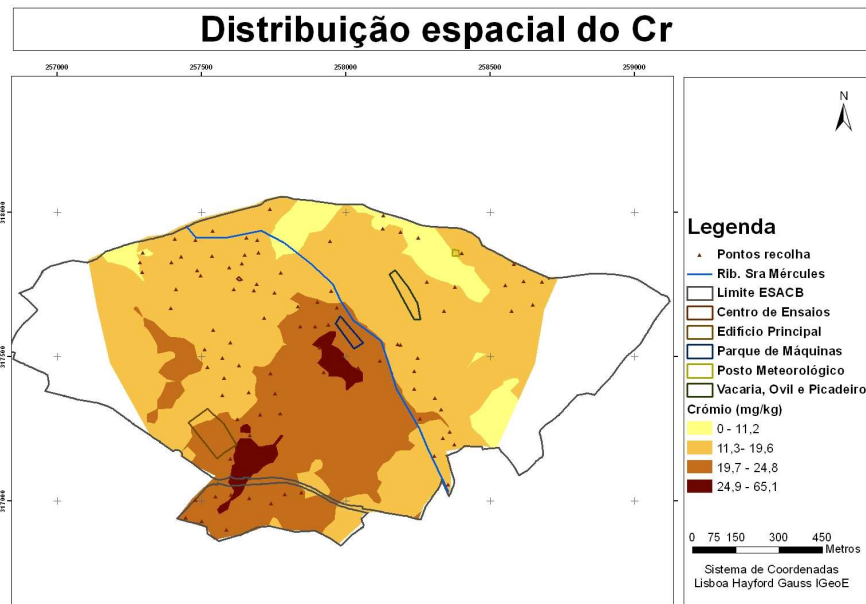 Distribuição espacial do Cr
257000 257500 258000 258500 259000
318000
317500
317000
N
Legenda
Pontos recolha
Rib. Sra Mércules
Limite ESACB
Centro de Ensaios
Edifício Principal
Parque de Máquinas
Posto Meteorológico
Vacaria, Ovil e Picadeiro
Crómio (mg/kg)
0 - 11,2
11,3- 19,6
19,7 - 24,8
24,9 - 65,1
0 75 150 300 450
Metros
Sistema de Coordenadas
Lisboa Hayford Gauss IGeoE